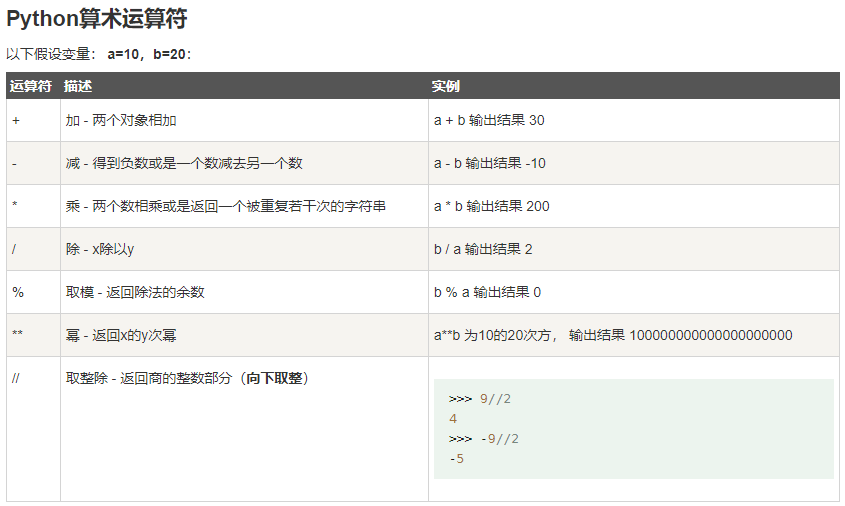 Python算术运算符
以下假设变量： a=10，b=20：
运算符 描述 实例
+ 加 - 两个对象相加 a + b 输出结果 30
- 减 - 得到负数或是一个数减去另一个数 a - b 输出结果 -10
* 乘 - 两个数相乘或是返回一个被重复若干次的字符串 a * b 输出结果 200
/ 除 - x除以y b / a 输出结果 2
% 取模 - 返回除法的余数 b % a 输出结果 0
** 幂 - 返回x的y次幂 a**b 为10的20次方， 输出结果 100000000000000000000
// 取整除 - 返回商的整数部分（向下取整）
>>> 9//2
4
>>> -9//2
-5